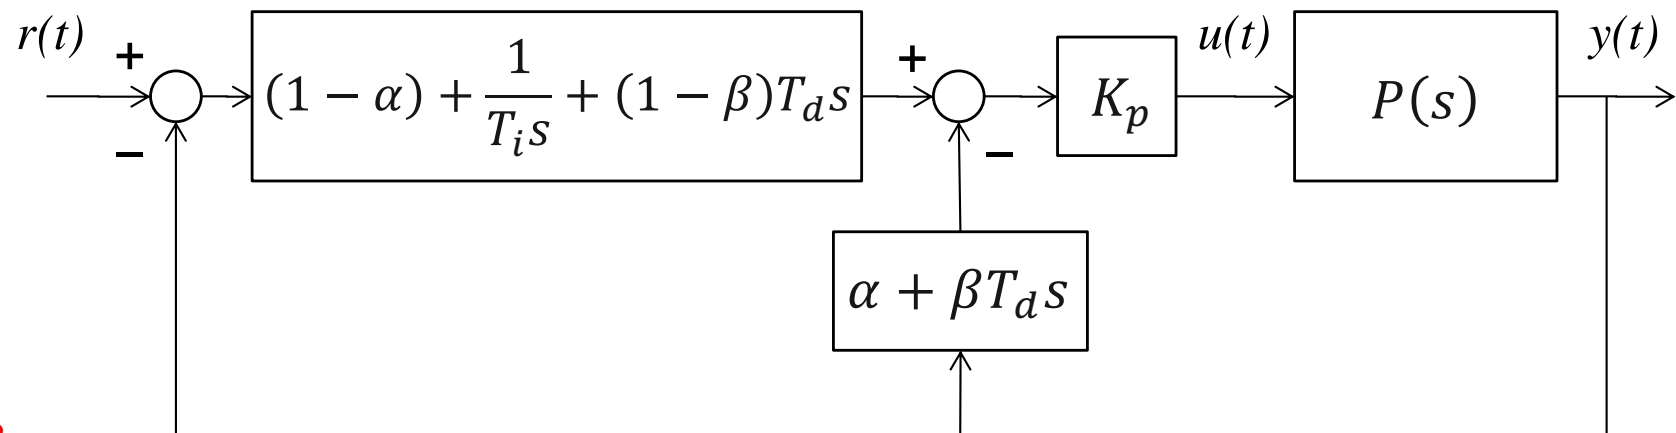 r(t)
+
−
(1 − α) + 1/(T_i s) + (1 − β)T_d s
+
−
K_p
u(t)
P(s)
y(t)
α + βT_d s